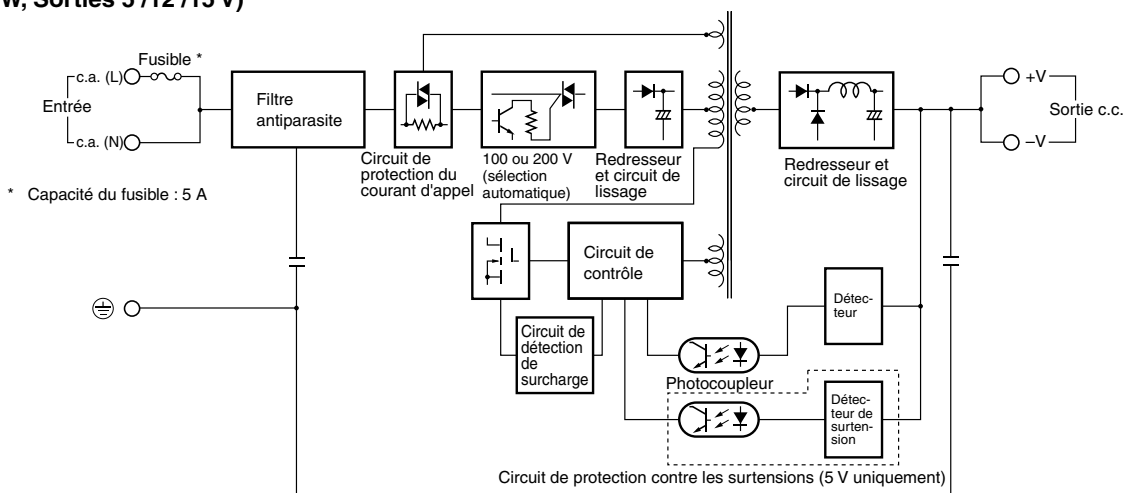 W, Sorties 5 /12 /15 V)
Fusible *
c.a. (L)
Entrée
c.a. (N)
Filtre
antiparasite
Circuit de
protection du
courant d'appel
100 ou 200 V
(sélection
automatique)
Redresseur
et circuit de
lissage
Redresseur et
circuit de lissage
+V
Sortie c.c.
–V
* Capacité du fusible : 5 A
Circuit de
contrôle
Circuit de
détection
de
surcharge
Détec-
teur
Photocoupleur
Détec-
teur de
surten-
sion
Circuit de protection contre les surtensions (5 V uniquement)